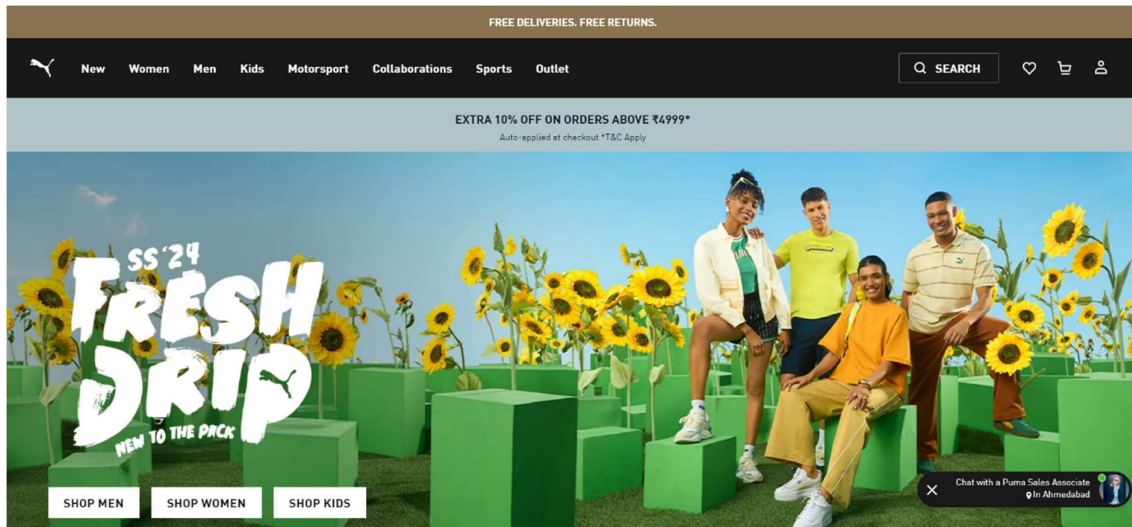 FREE DELIVERIES. FREE RETURNS.
New Women Men Kids Motorsport Collaborations Sports Outlet SEARCH
EXTRA 10% OFF ON ORDERS ABOVE ₹4999*
Auto-applied at checkout *T&C Apply
SS '24
FRESH
DRIP
NEW TO THE PACK
SHOP MEN SHOP WOMEN SHOP KIDS
Chat with a Puma Sales Associate
In Ahmedabad